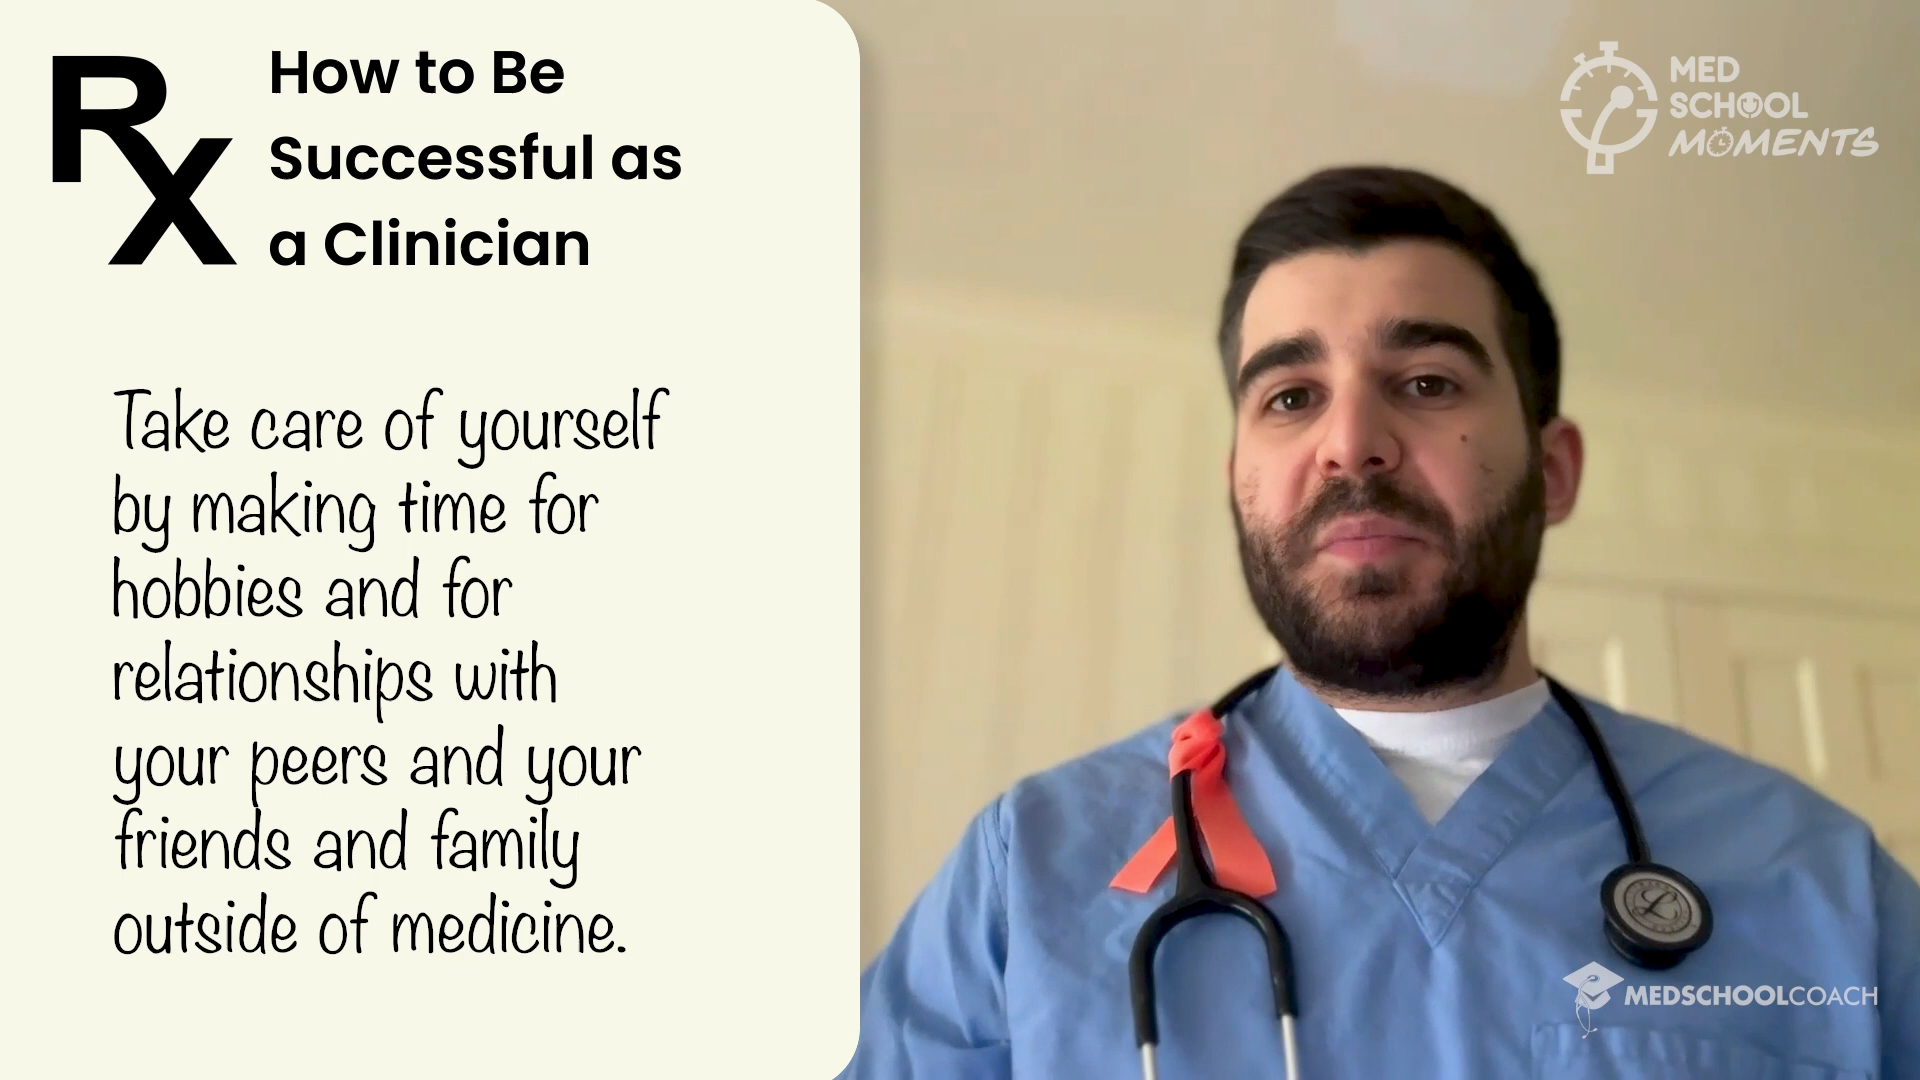 Rx
How to Be
Successful as
a Clinician
Take care of yourself
by making time for
hobbies and for
relationships with
your peers and your
friends and family
outside of medicine.
MED
SCHOOL
MOMENTS
MEDSCHOOLCOACH